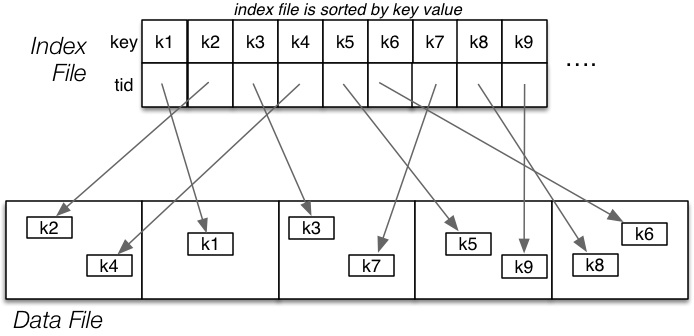 index file is sorted by key value
Index File
key k1 k2 k3 k4 k5 k6 k7 k8 k9 ....
tid
k2 k4 k1 k3 k7 k5 k9 k8 k6
Data File